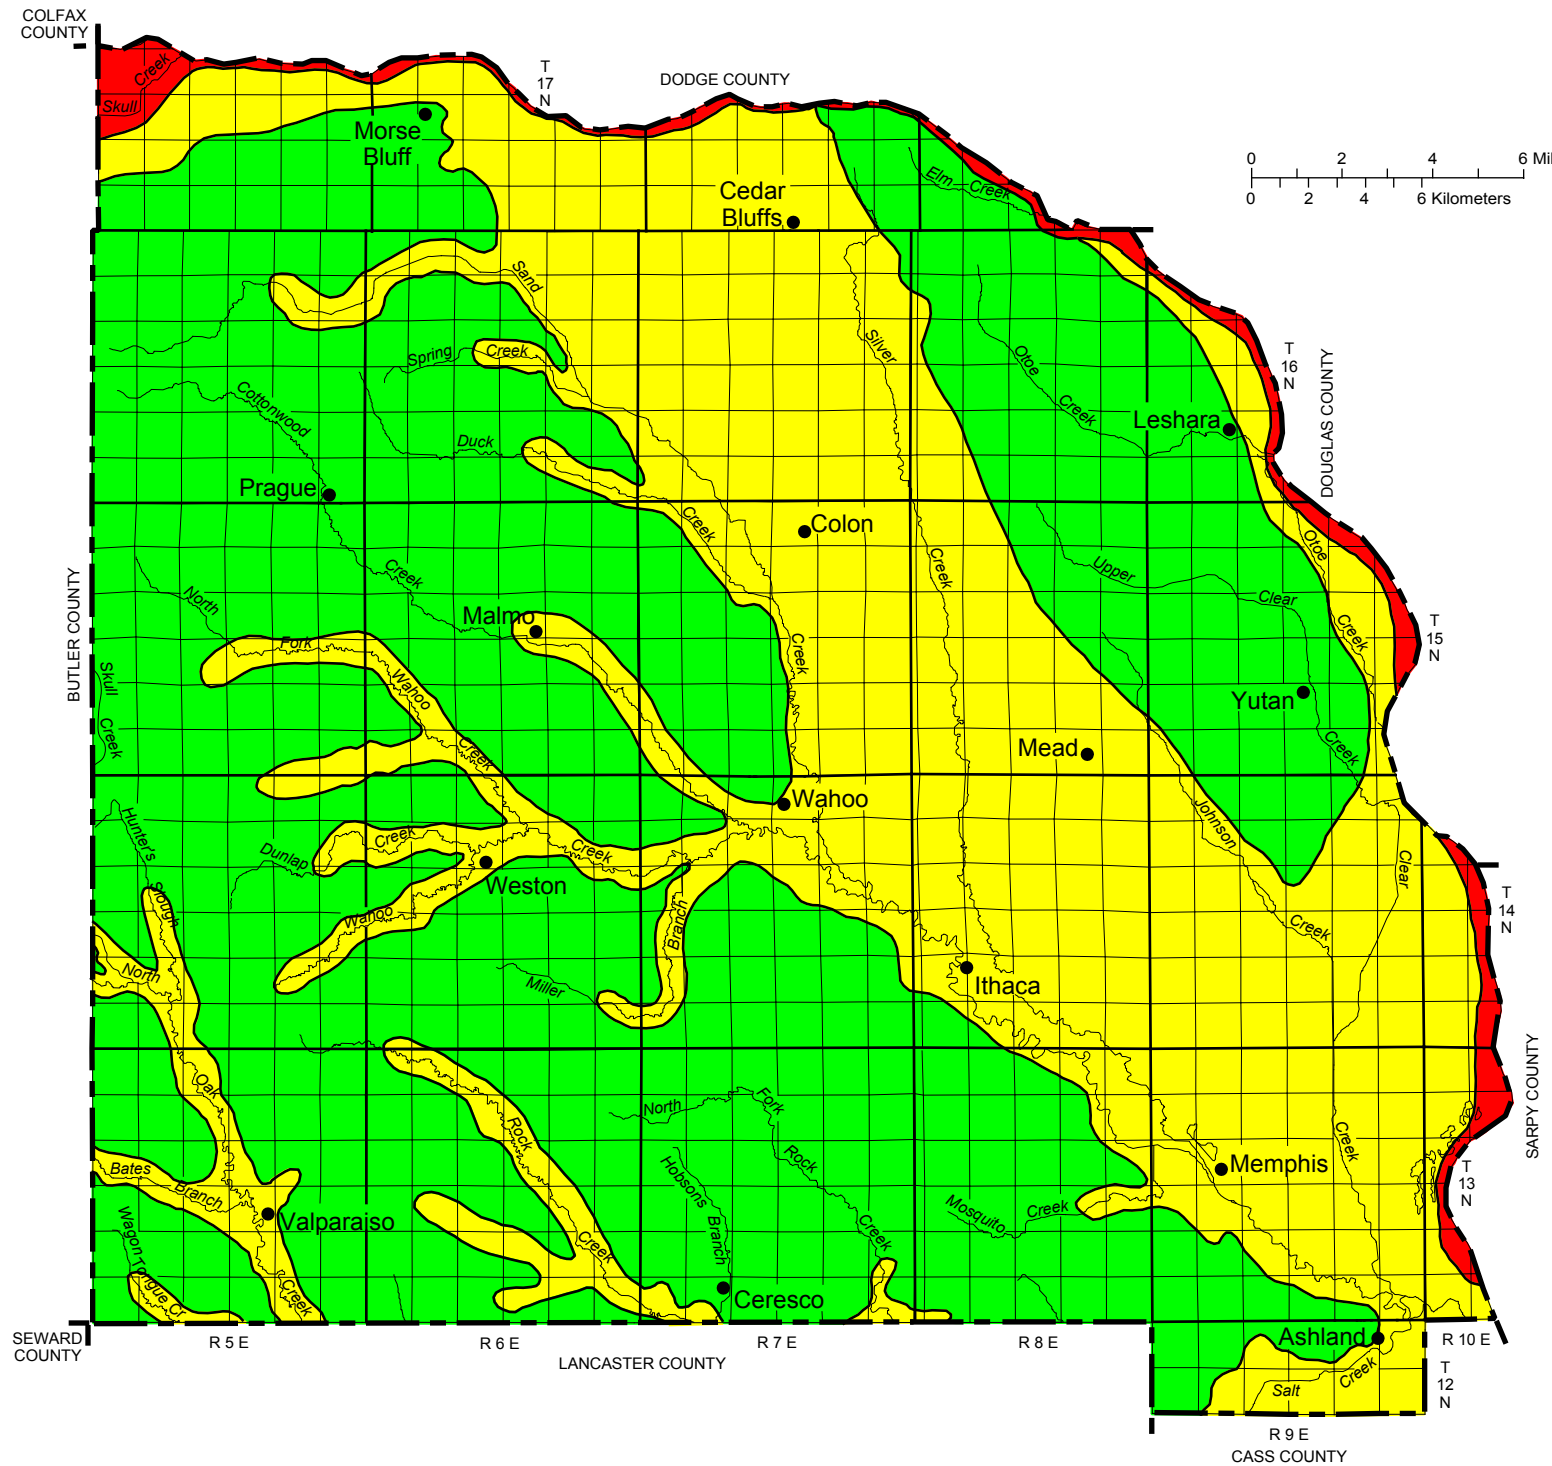 COLFAX
COUNTY
T
17
N
DODGE COUNTY
Creek
Skull
Morse
Bluff
Cedar
Bluffs
Elm Creek
0 2 4 6 Mil
0 2 4 6 Kilometers
Sand
Spring Creek
Silver
Otoe
Creek
T
16
N
DOUGLAS COUNTY
Cottonwood
Duck
Leshara
Prague
Creek
Colon
Creek
Otoe
Creek
Upper
Clear
North
Malmo
Creek
T
15
N
BUTLER COUNTY
Fork
Wahoo
Creek
Creek
Skull
Creek
Yutan
Creek
Mead
Wahoo
Hunter's
Slough
Johnson
Creek
Dunlap
Creek
Creek
Weston
Clear
Wahoo
Branch
T
14
N
North
Miller
Ithaca
Oak
Rock
North
Fork
Rock
Creek
Hobsons
Branch
Creek
SARPY COUNTY
Memphis
T
13
N
Bates
Branch
Valparaiso
Wagon Tongue Cr.
Creek
Creek
Mosquito
Creek
Ceresco
SEWARD
COUNTY
R 5 E
R 6 E
LANCASTER COUNTY
R 7 E
R 8 E
Ashland
R 10 E
Salt
Creek
T
12
N
R 9 E
CASS COUNTY